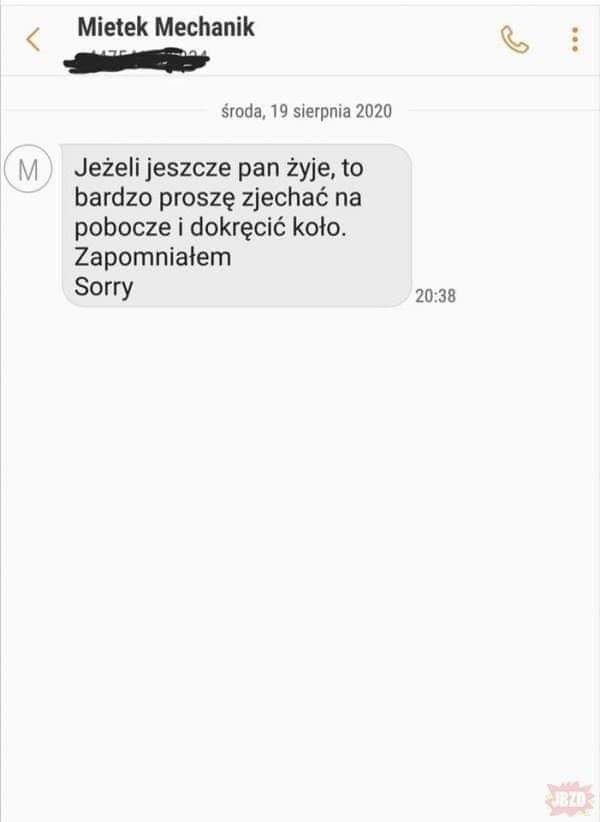 Mietek Mechanik
środa, 19 sierpnia 2020
M
Jeżeli jeszcze pan żyje, to
bardzo proszę zjechać na
pobocze i dokręcić koło.
Zapomniałem
Sorry
20:38
JBZD